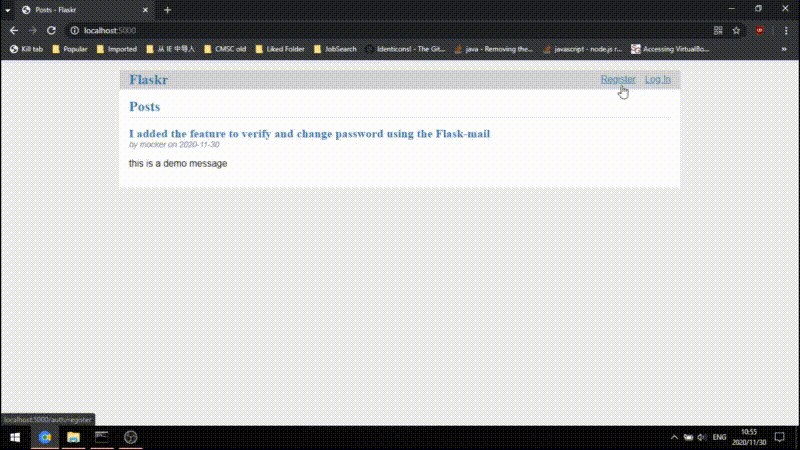 Posts - Flaskr
localhost:5000
Kill tab Popular Imported 从 IE 中导入 CMSC old Liked Folder JobSearch Identicons! - The Git... java - Removing the... javascript - node.js r... Accessing VirtualBo... »
Flaskr Register Log In
Posts
I added the feature to verify and change password using the Flask-mail
by mocker on 2020-11-30
this is a demo message
localhost:5000/auth/register
ENG 10:55
2020/11/30